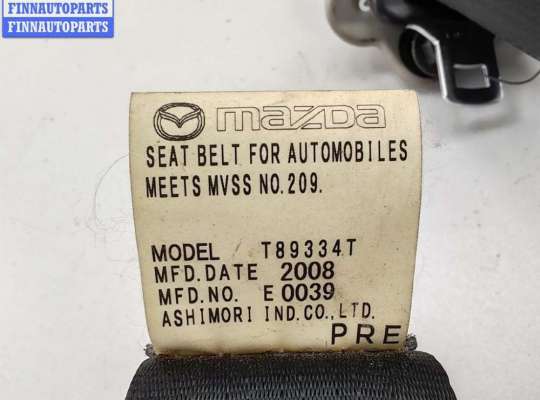 FINNAUTOPARTS
FINNAUTOPARTS
mazda
SEAT BELT FOR AUTOMOBILES
MEETS MVSS NO.209.
MODEL T89334T
MFD.DATE 2008
MFD.NO. E 0039
ASHIMORI IND.CO.,LTD.
PRE